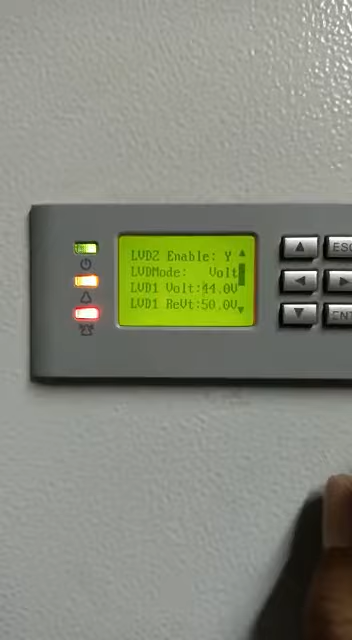 LVD2 Enable: Y
LVDMode: Volt
LVD1 Volt:44.0V
LVD1 ReVt:50.0V
ESC
ENT